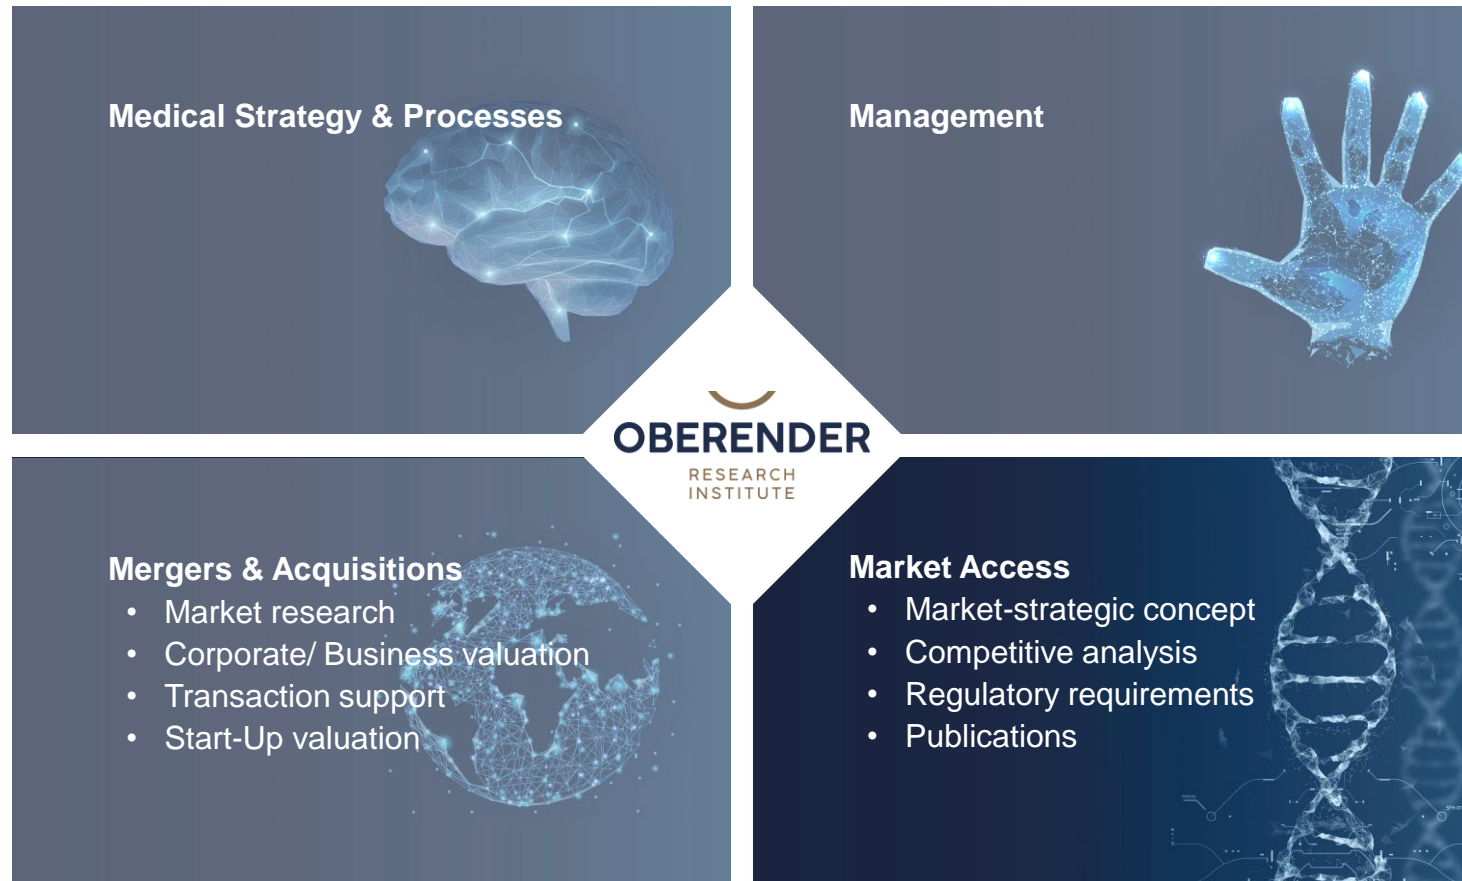 Medical Strategy & Processes
Management
OBERENDER
RESEARCH
INSTITUTE
Mergers & Acquisitions
• Market research
• Corporate/ Business valuation
• Transaction support
• Start-Up valuation
Market Access
• Market-strategic concept
• Competitive analysis
• Regulatory requirements
• Publications